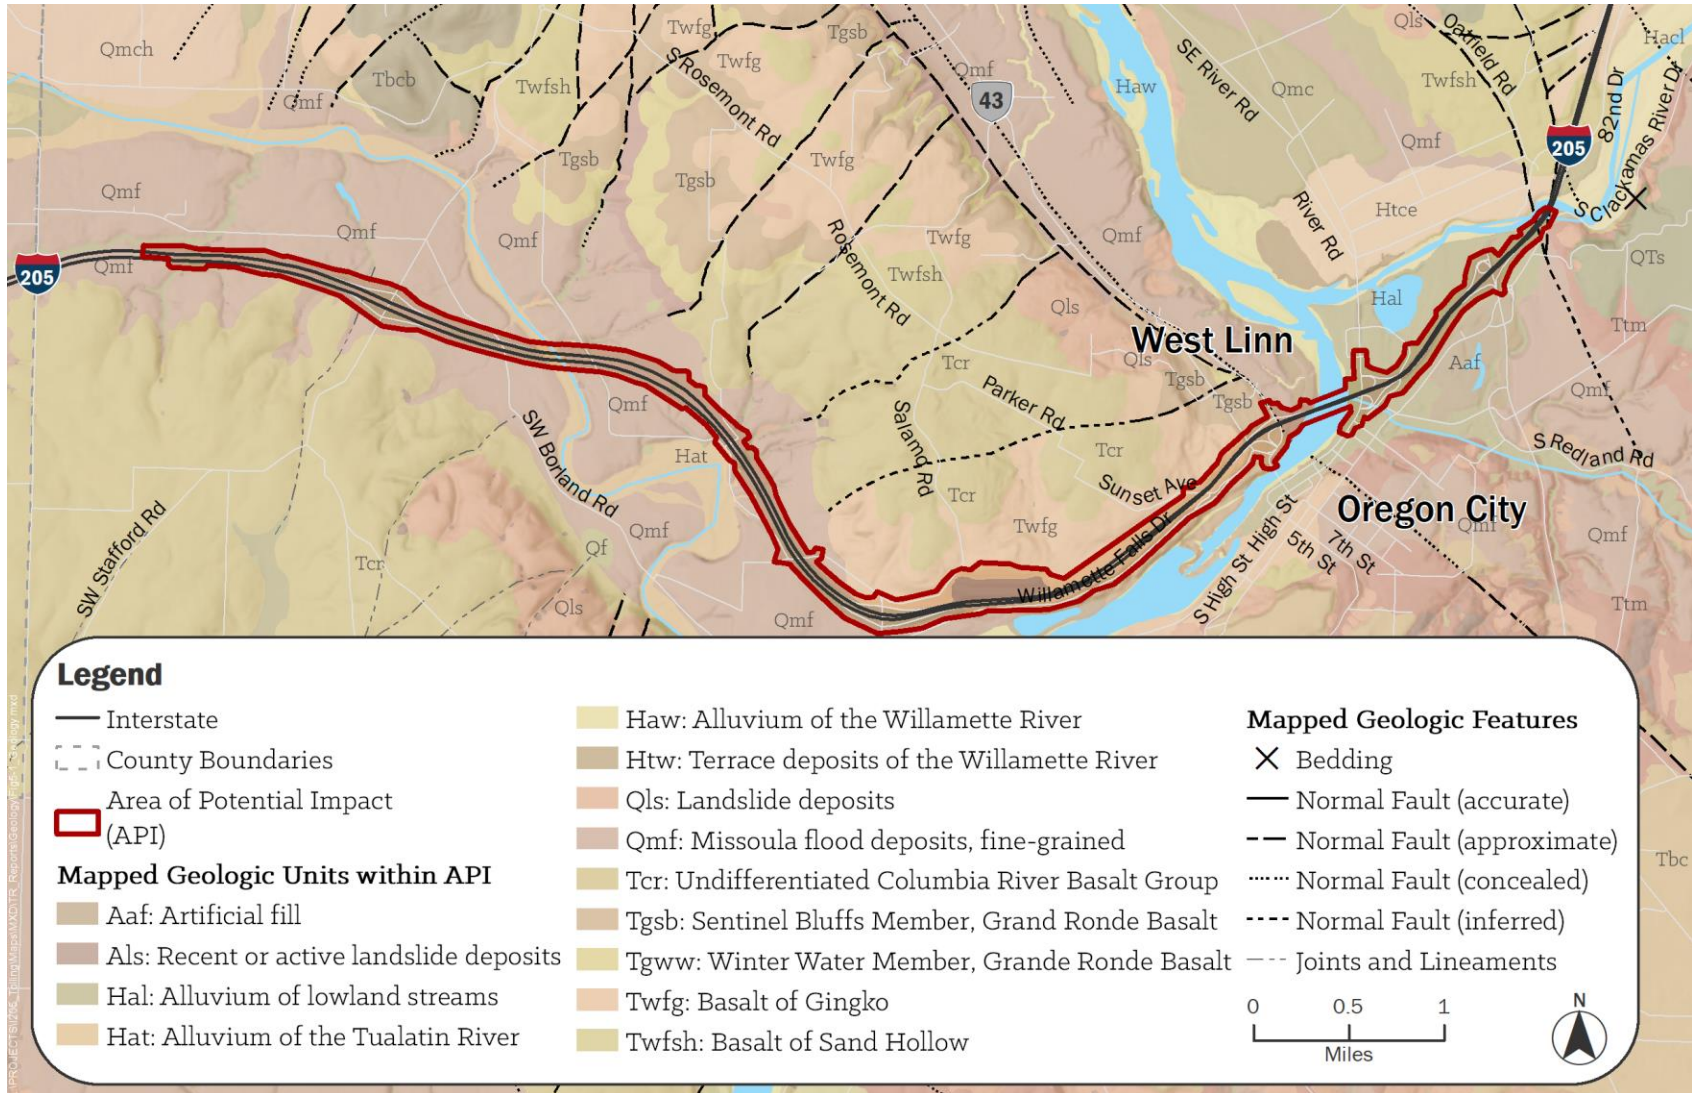 Qmch
Tbcb
Qmf
Twfsh
Twfg
Tgsb
S Rosemont Rd
Twfg
Qmf
43
Haw
SE River Rd
Qmc
Qls
Oatfield Rd
Twfsh
Hacl
82nd Dr
205
S Clackamas River Dr
Qmf
Tgsb
Tgsb
Twfg
Qmf
Qmf
Qmf
Rosemont Rd
Twfg
Twfsh
Qmf
River Rd
Htce
QTs
205
Qmf
Qls
Hal
West Linn
Ttm
Tcr
Qls
Tgsb
Tgsb
Aaf
Qmf
Parker Rd
Salamo Rd
Qmf
Hat
SW Borland Rd
Tcr
Sunset Ave
Tcr
S Redland Rd
Oregon City
SW Stafford Rd
Qmf
Qf
Tcr
Twfg
Willamette Falls Dr
S High St
High St
7th St
5th St
Qmf
Qmf
Qls
Qmf
Ttm
Tbc
Legend
Interstate
County Boundaries
Area of Potential Impact
(API)
Mapped Geologic Units within API
Aaf: Artificial fill
Als: Recent or active landslide deposits
Hal: Alluvium of lowland streams
Hat: Alluvium of the Tualatin River
Haw: Alluvium of the Willamette River
Htw: Terrace deposits of the Willamette River
Qls: Landslide deposits
Qmf: Missoula flood deposits, fine-grained
Tcr: Undifferentiated Columbia River Basalt Group
Tgsb: Sentinel Bluffs Member, Grand Ronde Basalt
Tgww: Winter Water Member, Grande Ronde Basalt
Twfg: Basalt of Gingko
Twfsh: Basalt of Sand Hollow
Mapped Geologic Features
Bedding
Normal Fault (accurate)
Normal Fault (approximate)
Normal Fault (concealed)
Normal Fault (inferred)
Joints and Lineaments
0 0.5 1
Miles
N